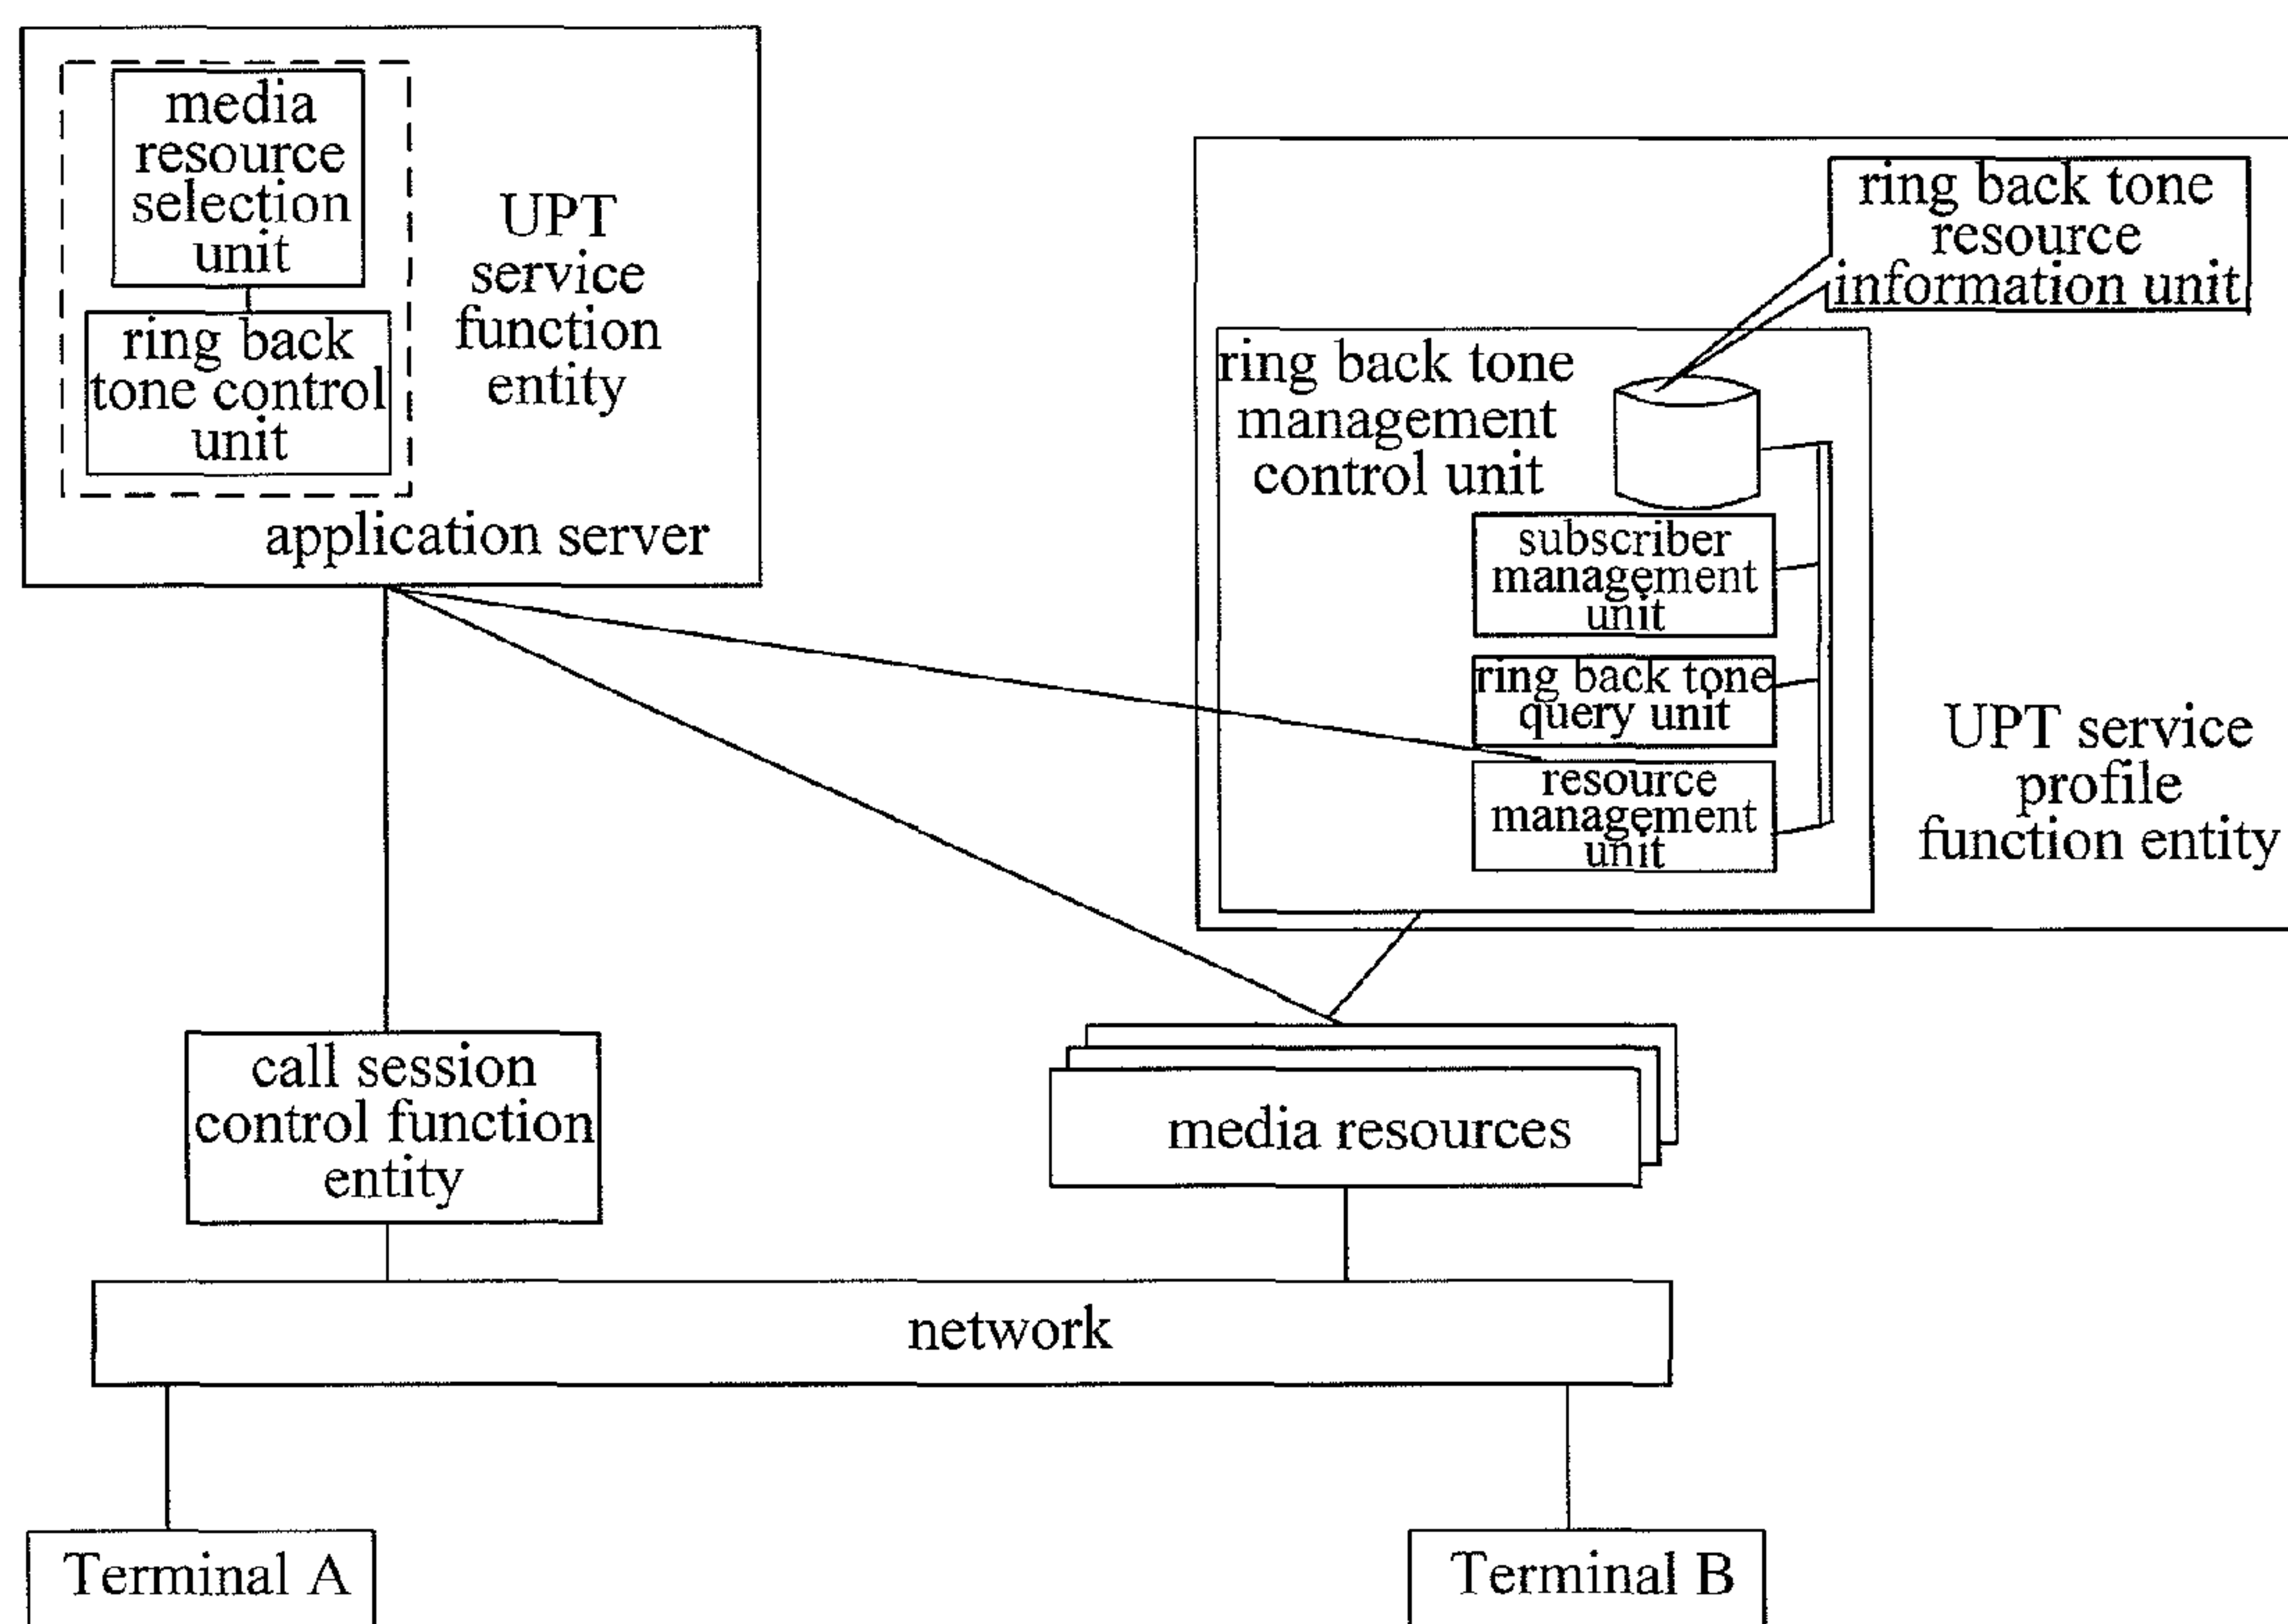 media
resource
selection
unit
ring back
tone control
unit
UPT
service
function
entity
application server
ring back tone
resource
information unit
ring back tone
management
control unit
subscriber
management
unit
ring back tone
query unit
resource
management
unit
UPT service
profile
function entity
call session
control function
entity
media resources
network
Terminal A
Terminal B